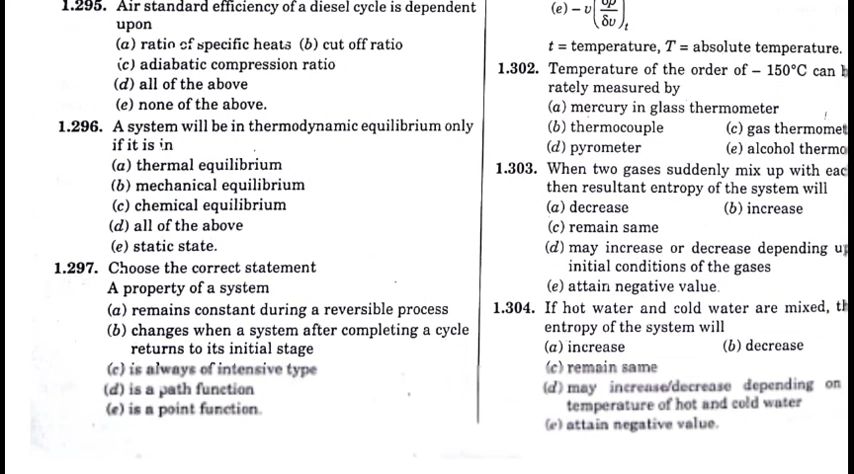 1.295. Air standard efficiency of a diesel cycle is dependent
upon
(a) ratio of specific heats (b) cut off ratio
(c) adiabatic compression ratio
(d) all of the above
(e) none of the above.
1.296. A system will be in thermodynamic equilibrium only
if it is in
(a) thermal equilibrium
(b) mechanical equilibrium
(c) chemical equilibrium
(d) all of the above
(e) static state.
1.297. Choose the correct statement
A property of a system
(a) remains constant during a reversible process
(b) changes when a system after completing a cycle
returns to its initial stage
(c) is always of intensive type
(d) is a path function
(e) is a point function.
(e) – υ(δp/δυ)t
t = temperature, T = absolute temperature.
1.302. Temperature of the order of – 150°C can b
rately measured by
(a) mercury in glass thermometer
(b) thermocouple (c) gas thermomet
(d) pyrometer (e) alcohol thermo
1.303. When two gases suddenly mix up with eac
then resultant entropy of the system will
(a) decrease (b) increase
(c) remain same
(d) may increase or decrease depending up
initial conditions of the gases
(e) attain negative value.
1.304. If hot water and cold water are mixed, th
entropy of the system will
(a) increase (b) decrease
(c) remain same
(d) may increase/decrease depending on
temperature of hot and cold water
(e) attain negative value.